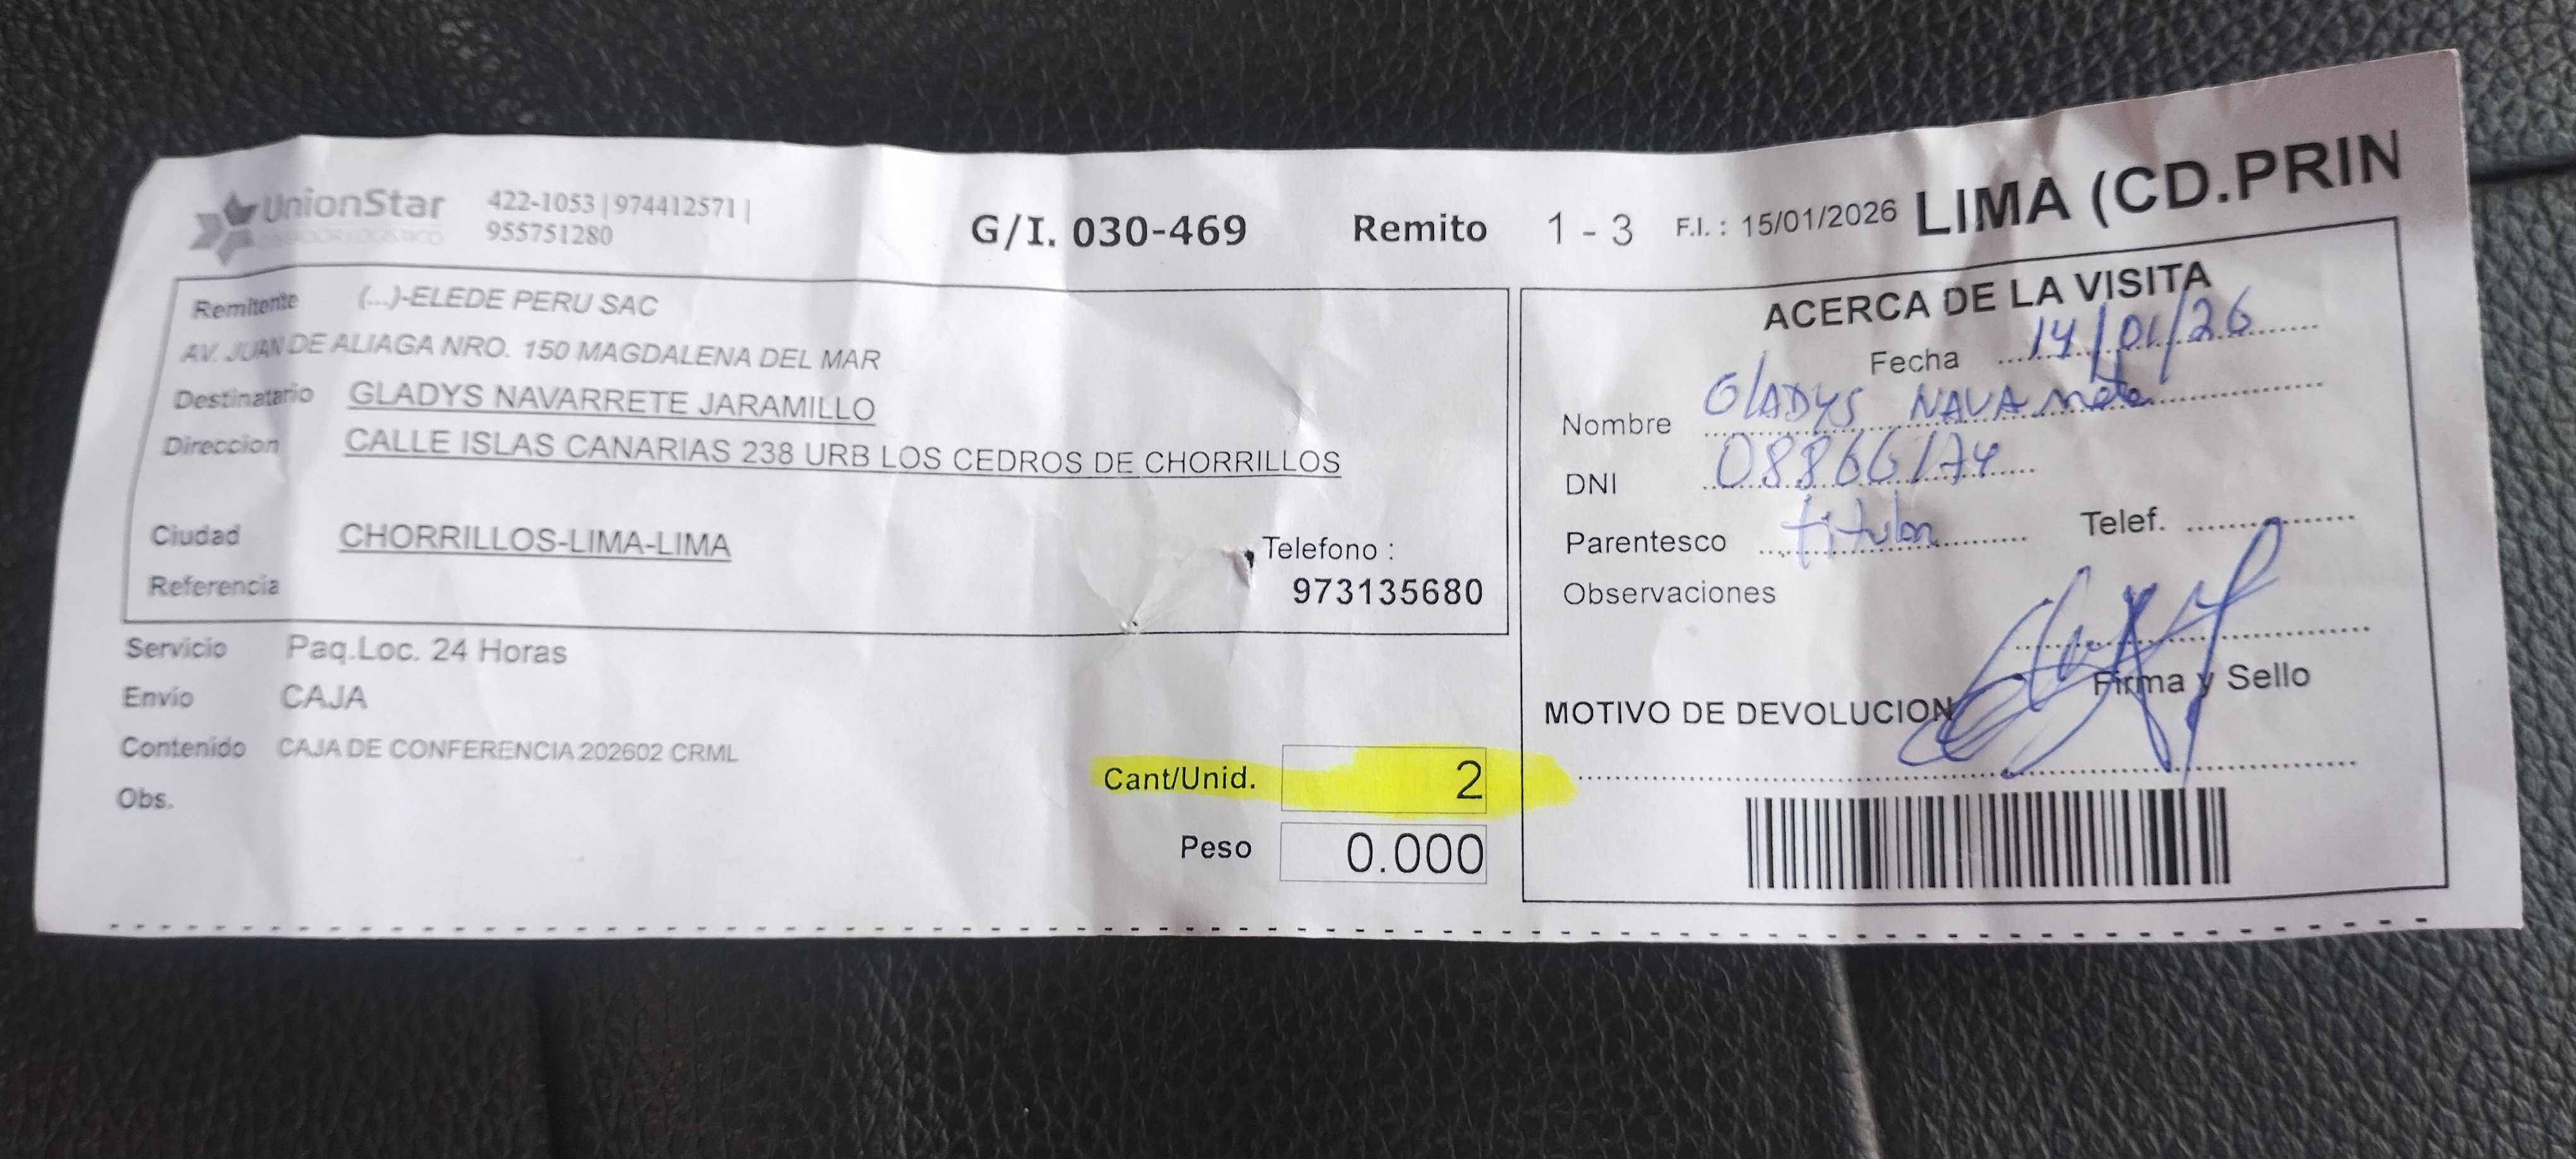 UnionStar
OPERADOR LOGISTICO
422-1053 | 974412571 |
955751280
G/I. 030-469
Remito 1 - 3
F.I. : 15/01/2026
LIMA (CD.PRIN
Remitente (...)-ELEDE PERU SAC
AV. JUAN DE ALIAGA NRO. 150 MAGDALENA DEL MAR
Destinatario GLADYS NAVARRETE JARAMILLO
Direccion CALLE ISLAS CANARIAS 238 URB LOS CEDROS DE CHORRILLOS
Ciudad CHORRILLOS-LIMA-LIMA
Telefono :
973135680
Referencia
Servicio Paq.Loc. 24 Horas
Envio CAJA
Contenido CAJA DE CONFERENCIA 202602 CRML
Obs.
Cant/Unid. 2
Peso 0.000
ACERCA DE LA VISITA
Fecha 14/01/26
Nombre GlADYS NAVARrete
DNI 08866174
Parentesco titular
Telef.
Observaciones
Firma y Sello
MOTIVO DE DEVOLUCION